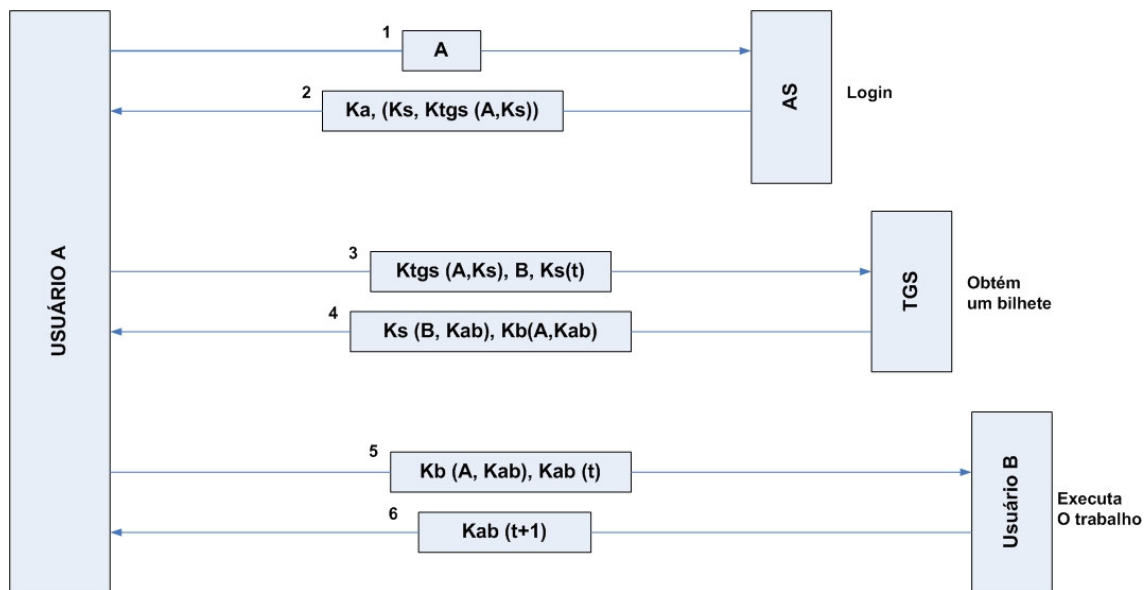 USUÁRIO A
1
A
AS
Login
2
Ka, (Ks, Ktgs (A,Ks))
3
Ktgs (A,Ks), B, Ks(t)
TGS
Obtém
um bilhete
4
Ks (B, Kab), Kb(A,Kab)
5
Kb (A, Kab), Kab (t)
Usuário B
Executa
O trabalho
6
Kab (t+1)